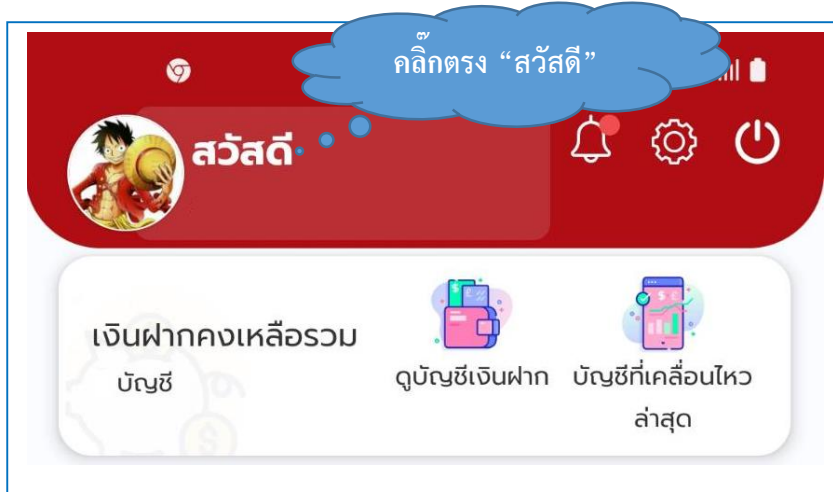 คลิ๊กตรง “สวัสดี”
สวัสดี
เงินฝากคงเหลือรวม
บัญชี
ดูบัญชีเงินฝาก
บัญชีที่เคลื่อนไหว
ล่าสุด